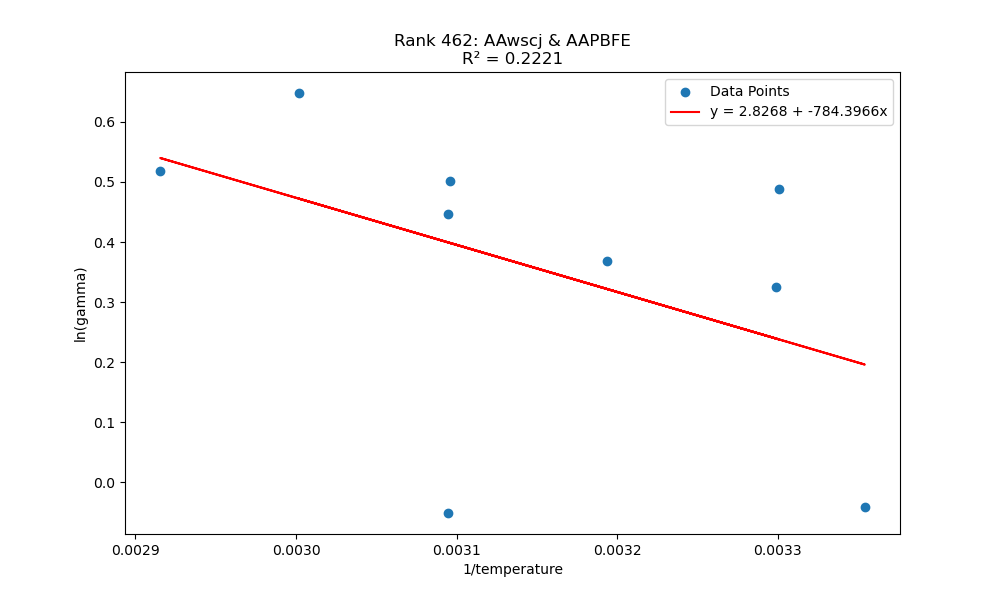 Rank 462: AAwscj & AAPBFE
R² = 0.2221
Data Points
y = 2.8268 + -784.3966x
ln(gamma)
0.6
0.5
0.4
0.3
0.2
0.1
0.0
0.0029 0.0030 0.0031 0.0032 0.0033
1/temperature